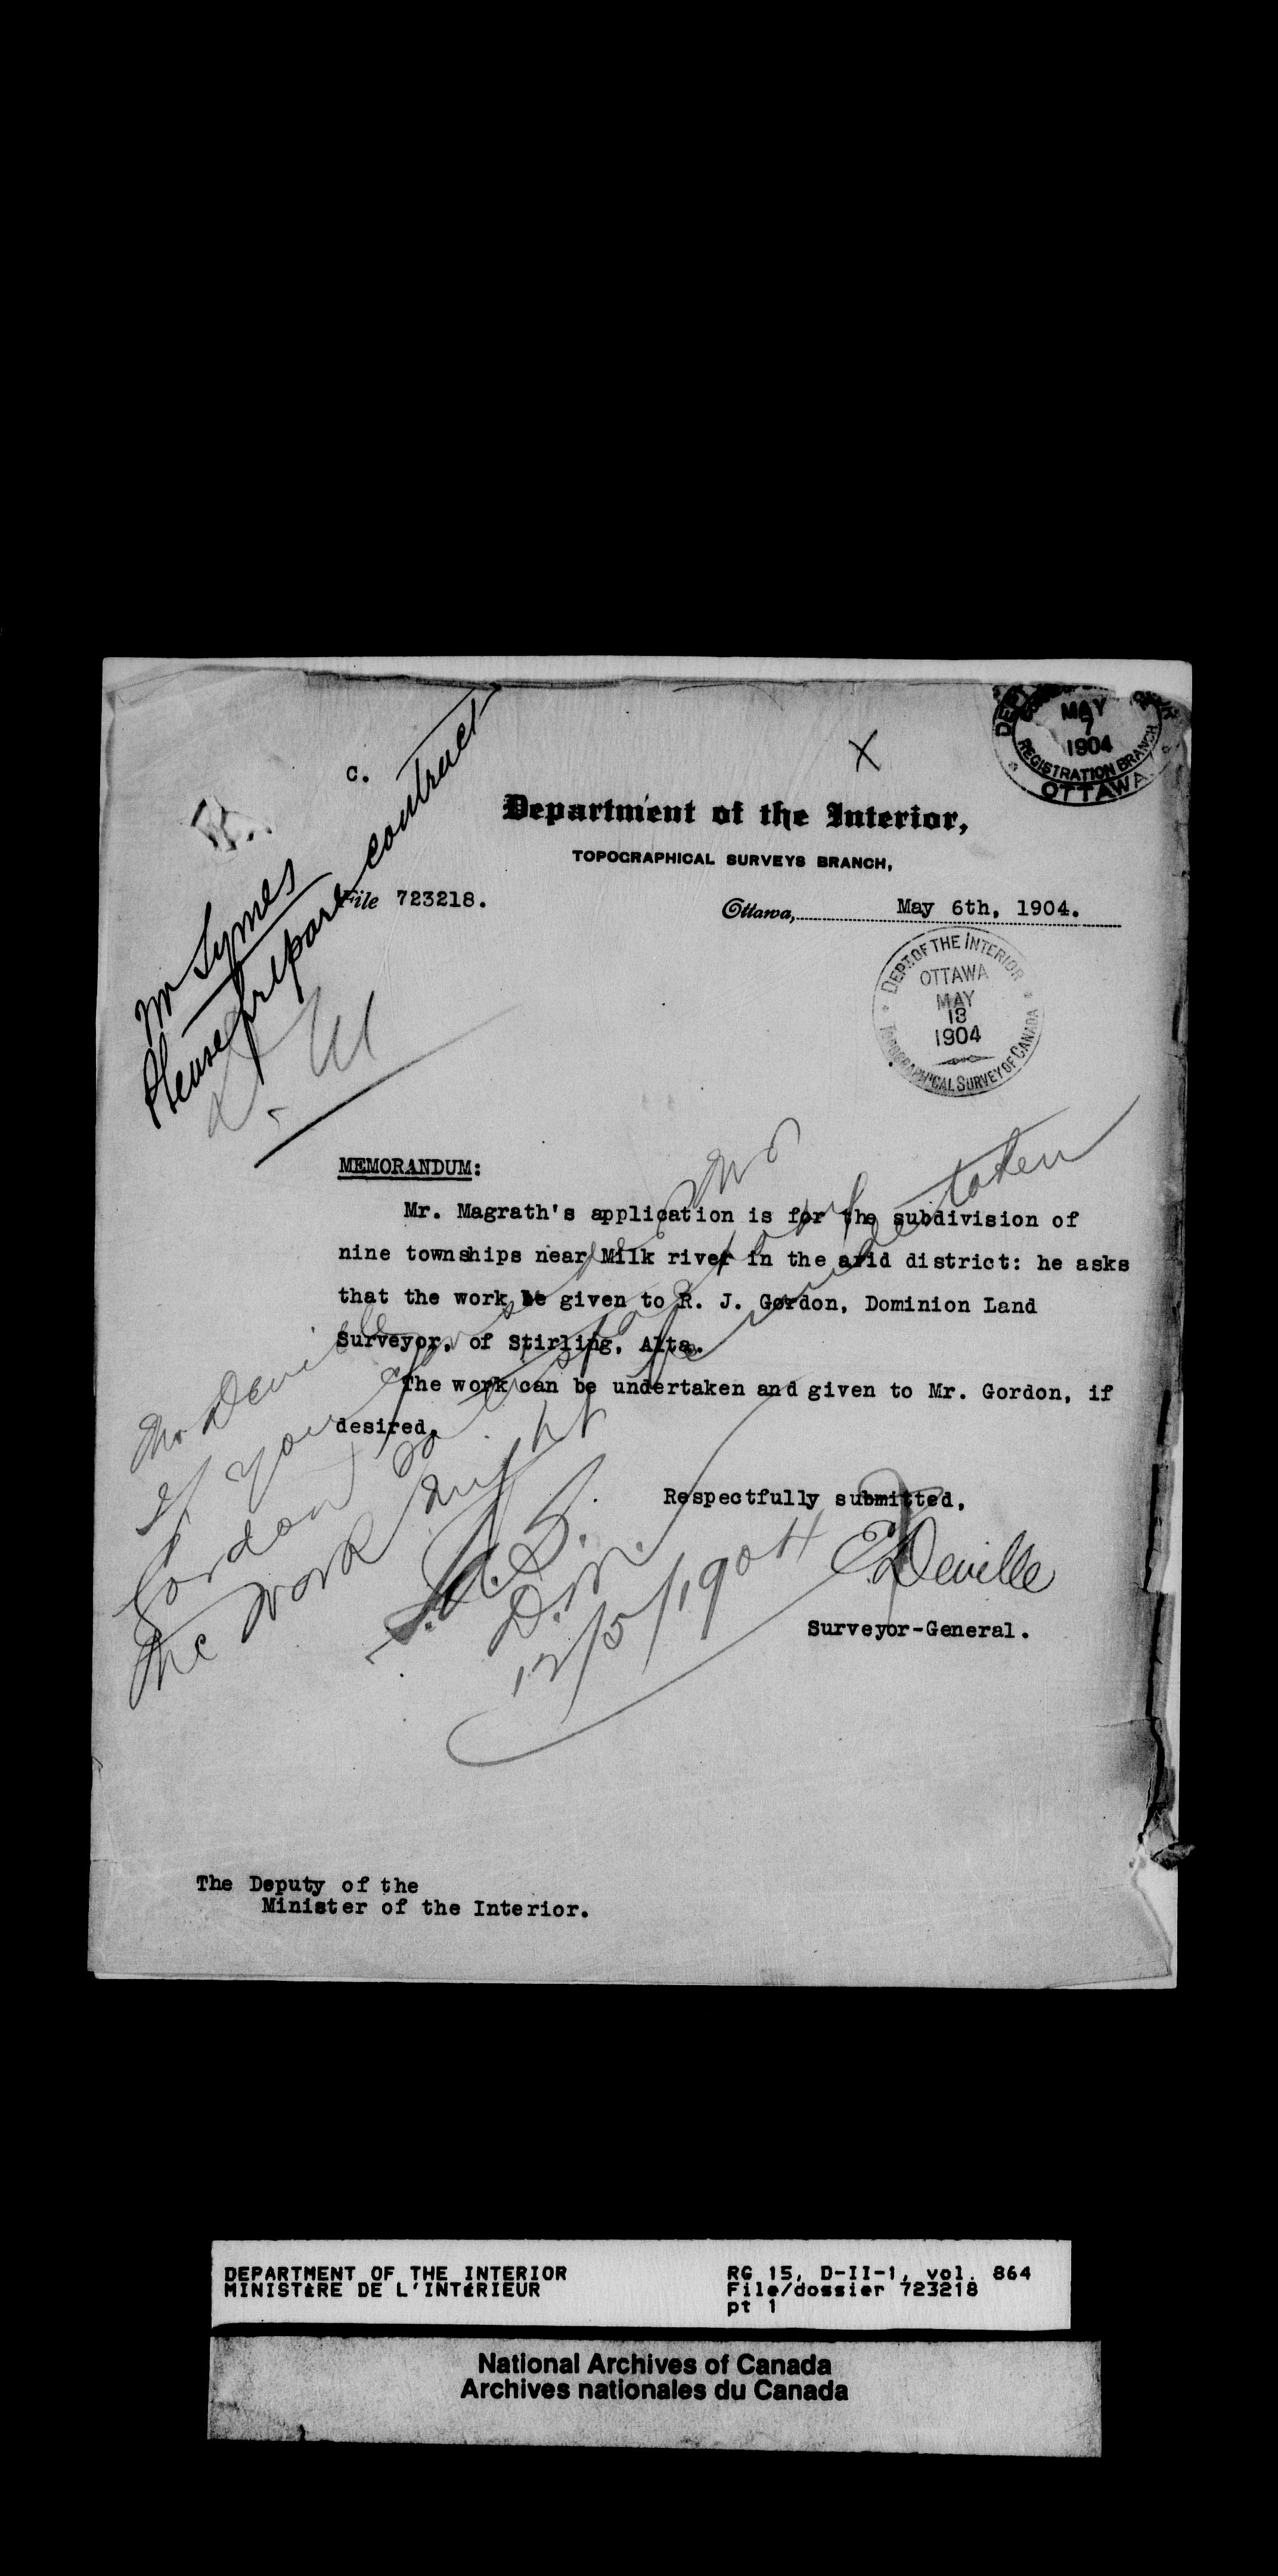 DEP
MAY
7
1904
REGISTRATION BRANCH
OTTAWA
X
c.
Department of the Interior,
TOPOGRAPHICAL SURVEYS BRANCH,
File 723218.
Ottawa, May 6th, 1904.
DEPT. OF THE INTERIOR
OTTAWA
MAY
13
1904
TOPOGRAPHICAL SURVEY OF CANADA
Mr Symes
Please prepare contract
MEMORANDUM:
Mr. Magrath's application is for the subdivision of
nine townships near Milk river in the arid district: he asks
that the work be given to R. J. Gordon, Dominion Land
Surveyor, of Stirling, Alta.
The work can be undertaken and given to Mr. Gordon, if
desired.
Respectfully submitted,
E Deville
Surveyor-General.
Mr Deville
If you
Gordon
the work might be undertaken
J.A.S.
D.M.
12/5/1904
The Deputy of the
Minister of the Interior.
DEPARTMENT OF THE INTERIOR
MINISTÈRE DE L'INTÉRIEUR
RG 15, D-II-1, vol. 864
File/dossier 723218
pt 1
National Archives of Canada
Archives nationales du Canada